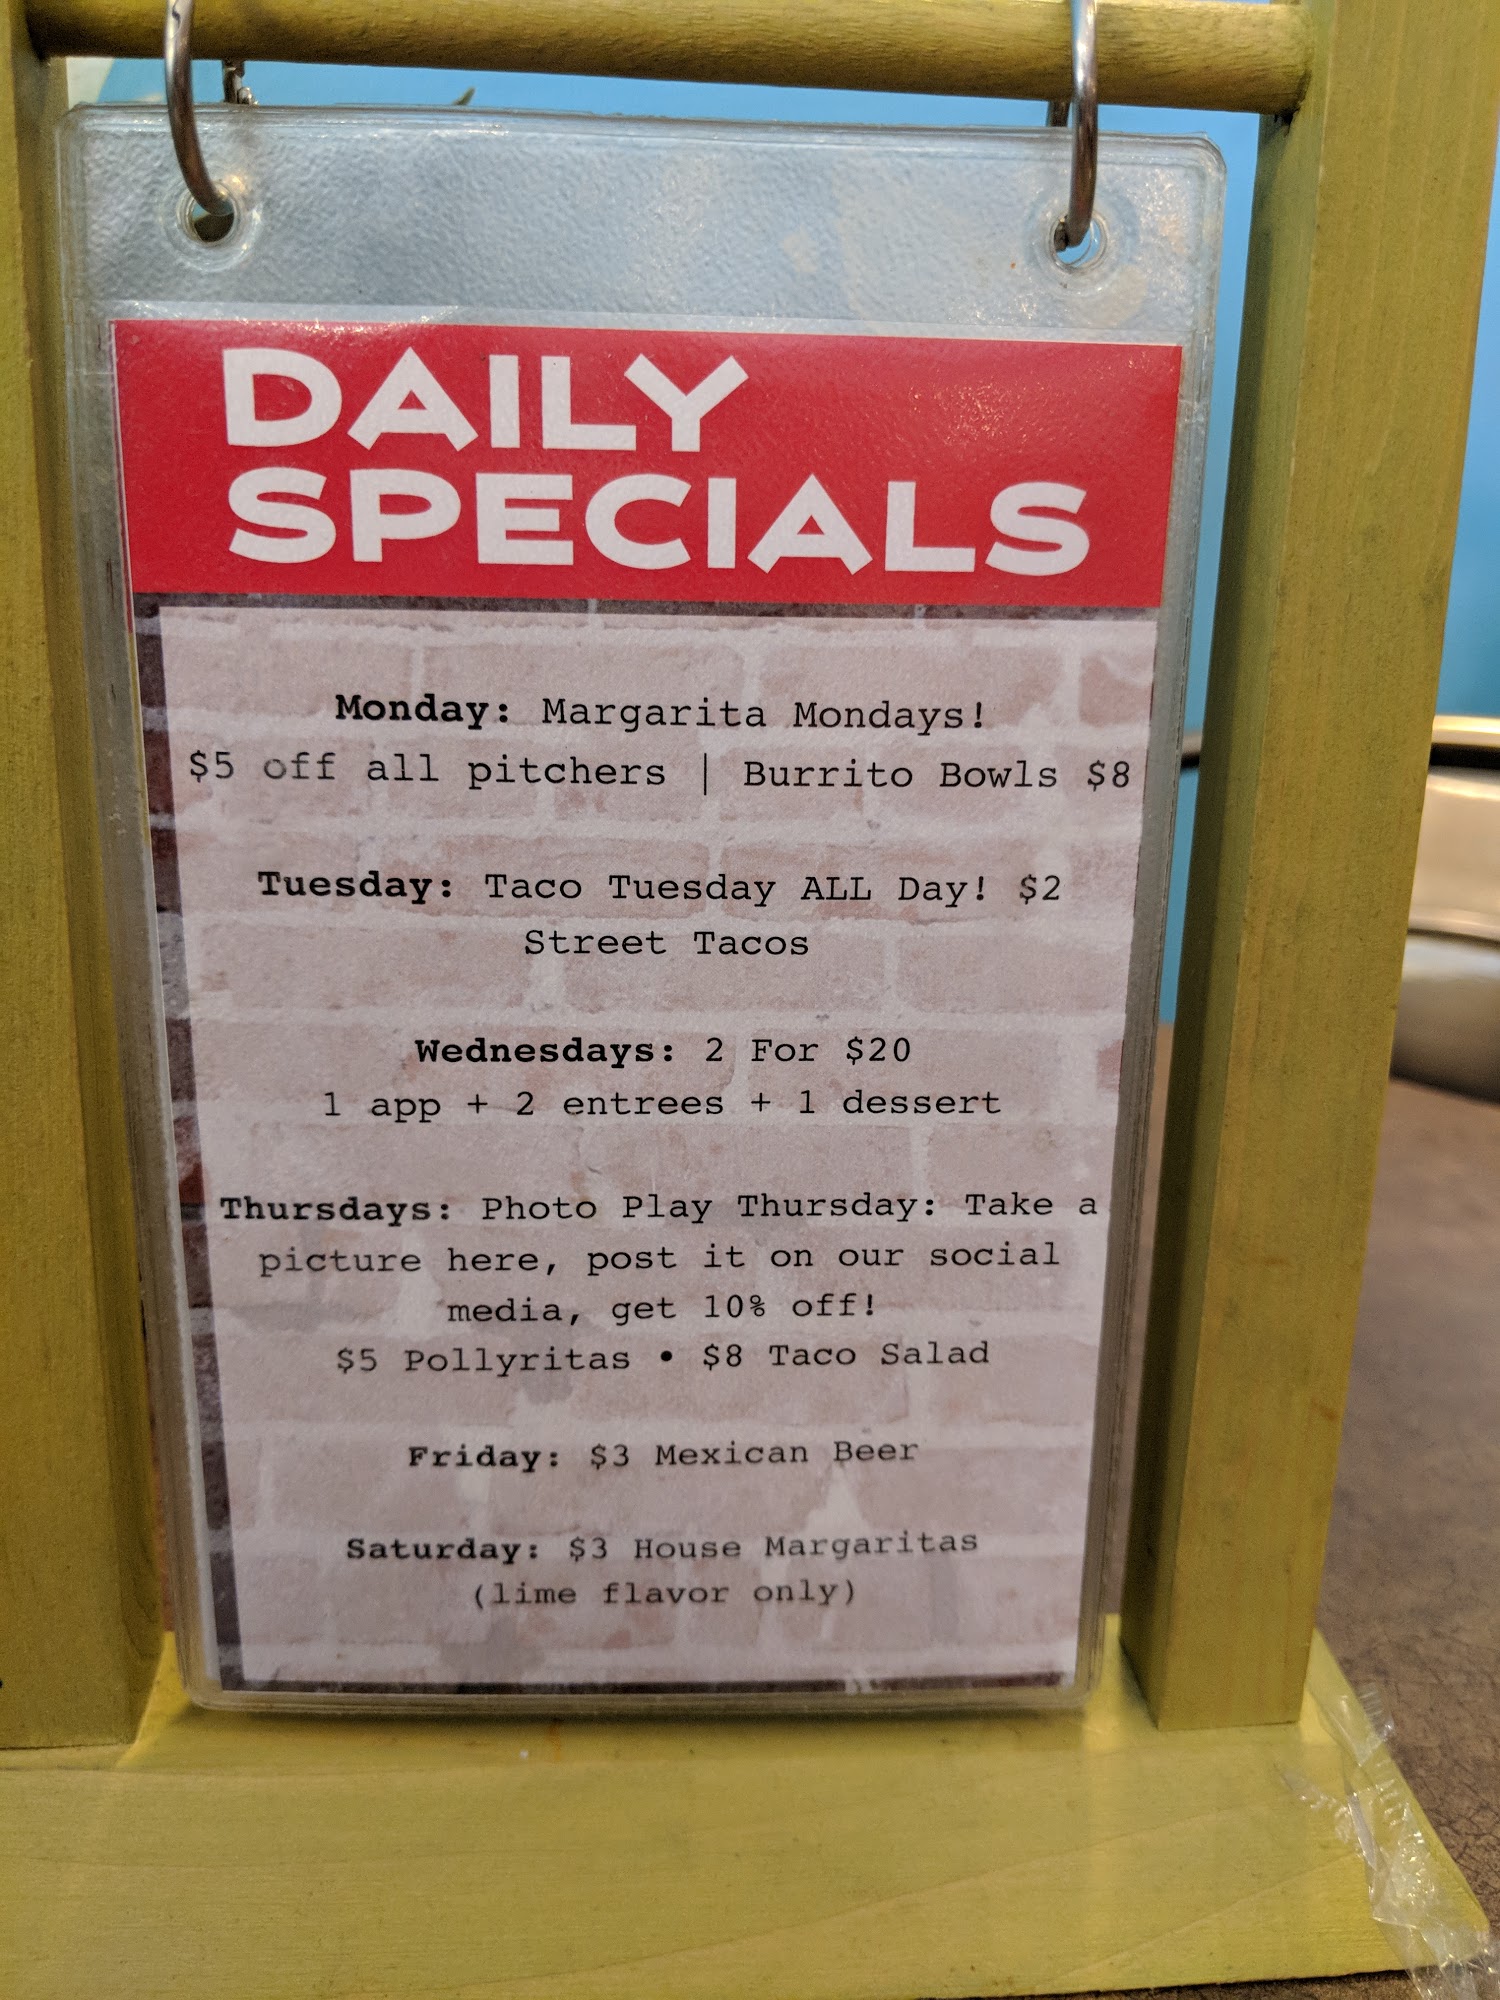 DAILY
SPECIALS
Monday: Margarita Mondays!
$5 off all pitchers | Burrito Bowls $8
Tuesday: Taco Tuesday ALL Day! $2
Street Tacos
Wednesdays: 2 For $20
1 app + 2 entrees + 1 dessert
Thursdays: Photo Play Thursday: Take a
picture here, post it on our social
media, get 10% off!
$5 Pollyritas • $8 Taco Salad
Friday: $3 Mexican Beer
Saturday: $3 House Margaritas
(lime flavor only)